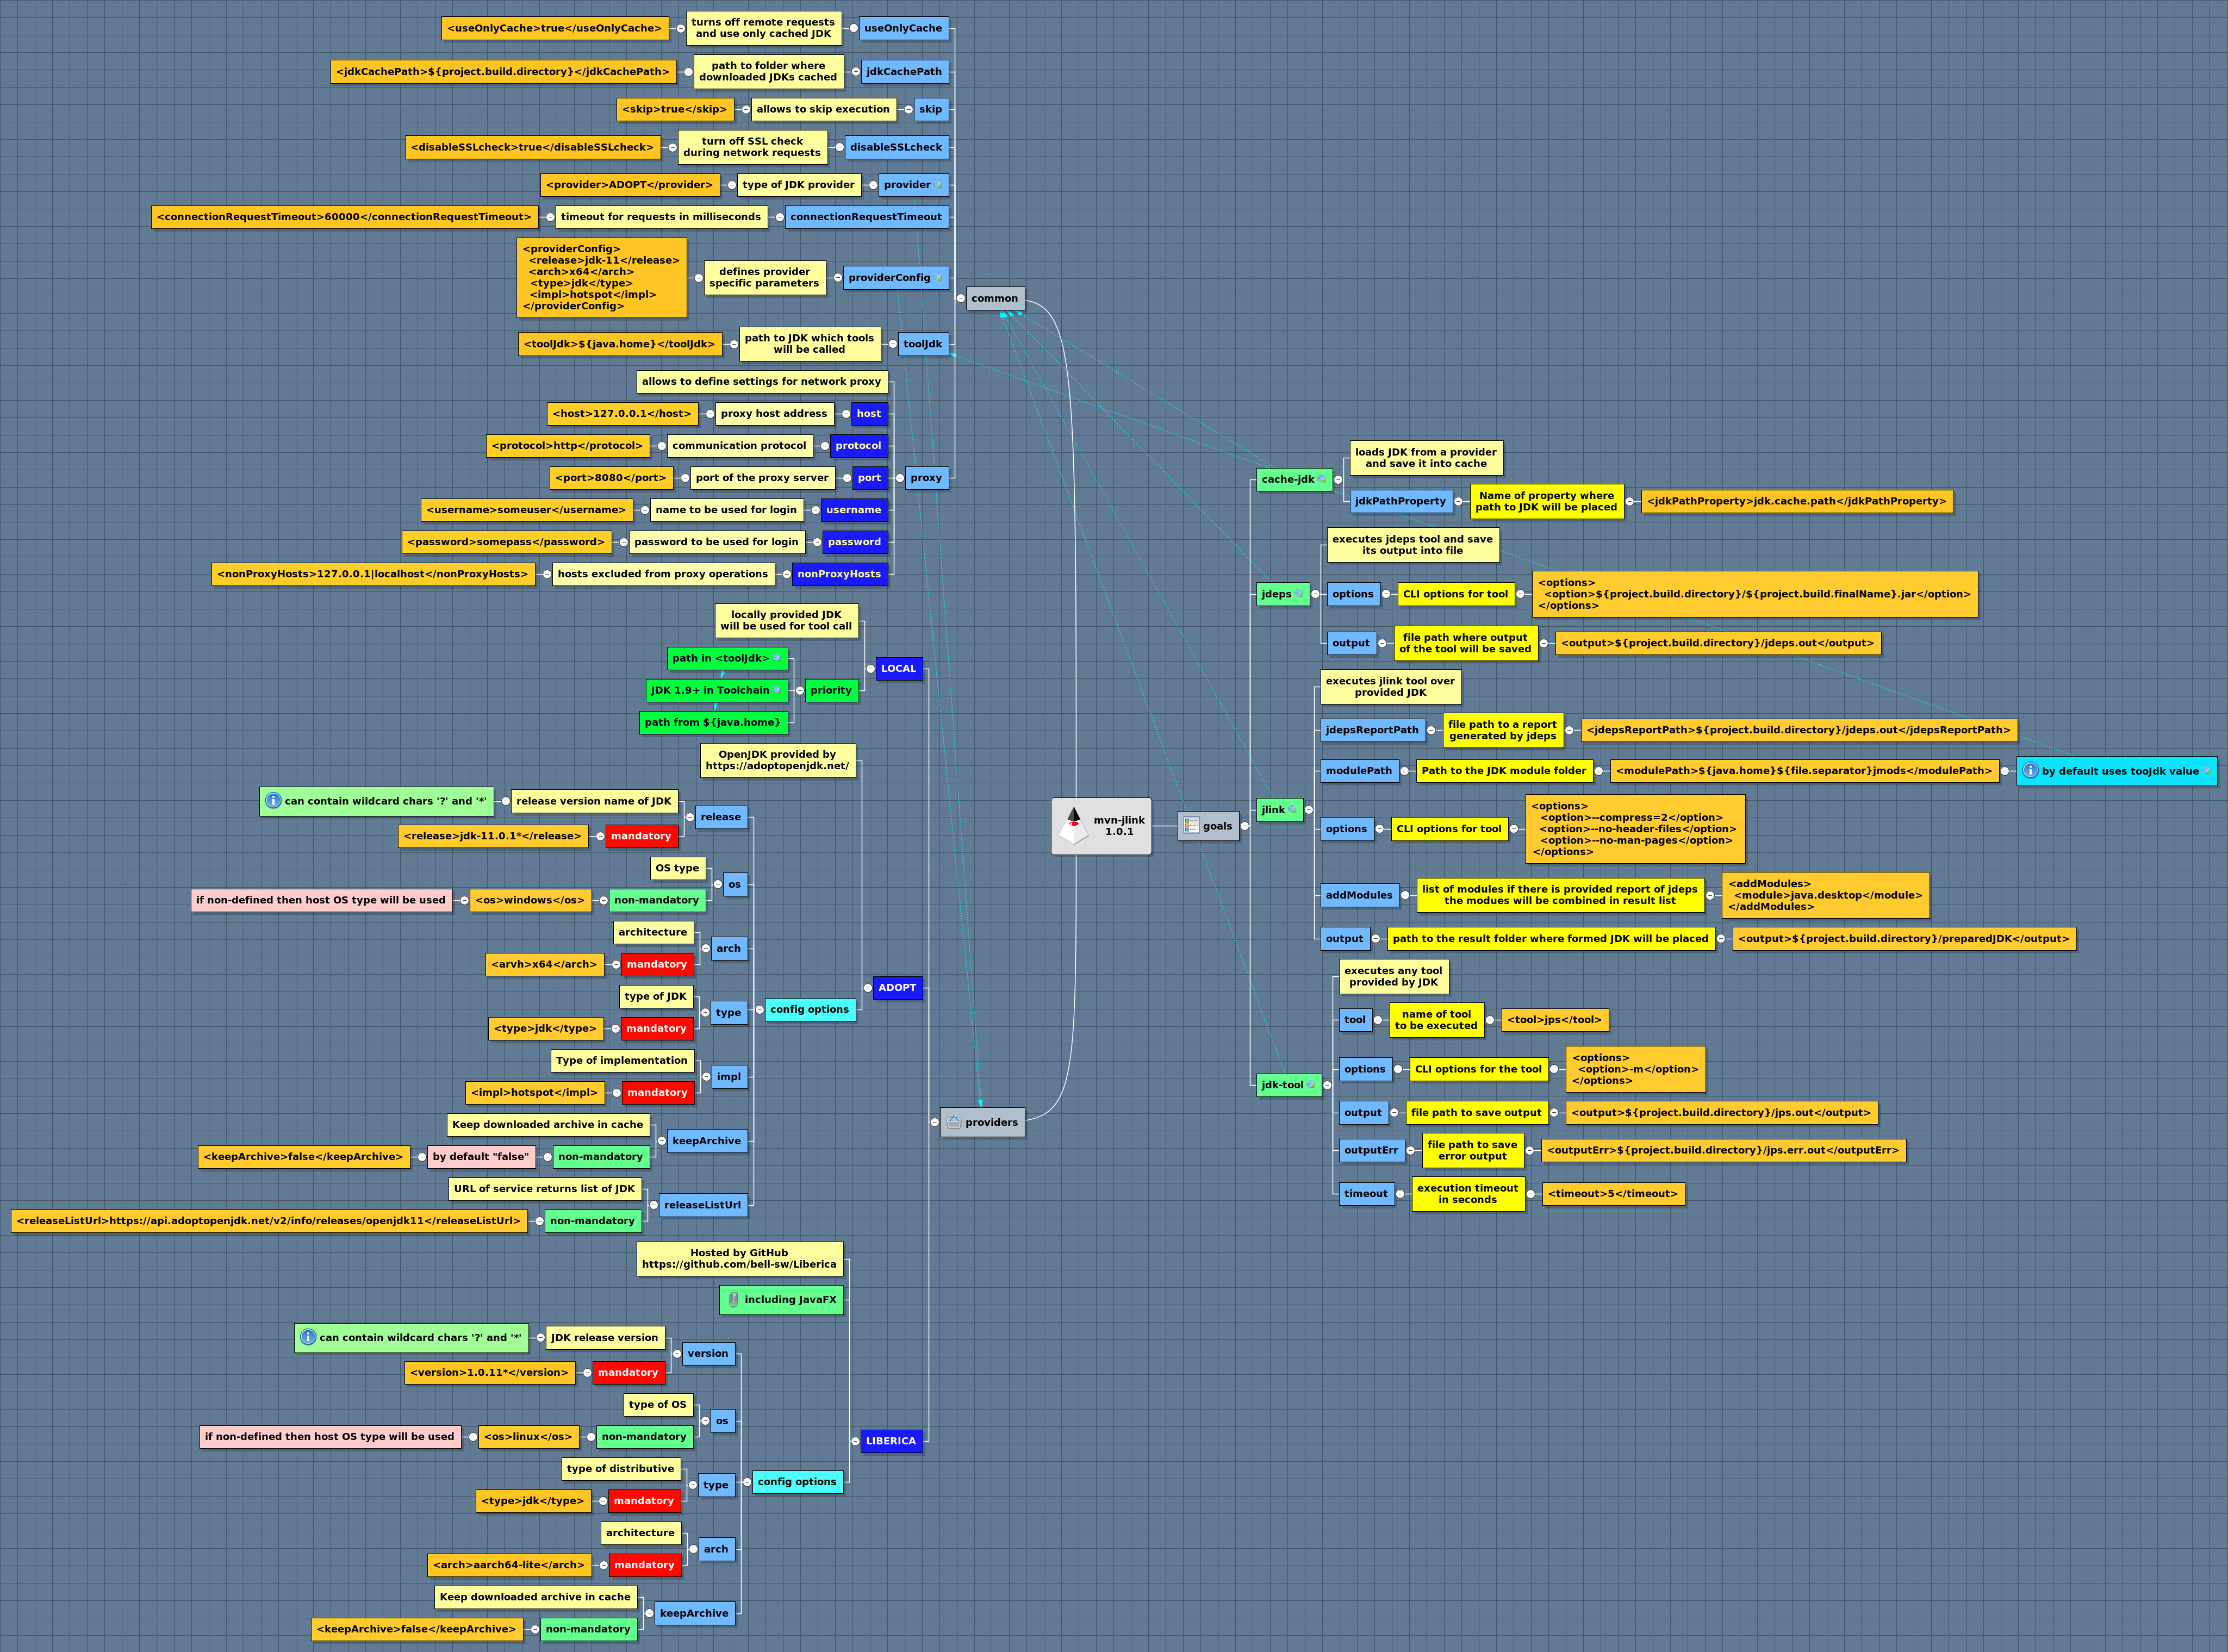 mvn-jlink
1.0.1
common
useOnlyCache
turns off remote requests
and use only cached JDK
<useOnlyCache>true</useOnlyCache>
jdkCachePath
path to folder where
downloaded JDKs cached
<jdkCachePath>${project.build.directory}</jdkCachePath>
skip
allows to skip execution
<skip>true</skip>
disableSSLcheck
turn off SSL check
during network requests
<disableSSLcheck>true</disableSSLcheck>
provider
type of JDK provider
<provider>ADOPT</provider>
connectionRequestTimeout
timeout for requests in milliseconds
<connectionRequestTimeout>60000</connectionRequestTimeout>
providerConfig
defines provider
specific parameters
<providerConfig>
<release>jdk-11</release>
<arch>x64</arch>
<type>jdk</type>
<impl>hotspot</impl>
</providerConfig>
toolJdk
path to JDK which tools
will be called
<toolJdk>${java.home}</toolJdk>
proxy
allows to define settings for network proxy
host
proxy host address
<host>127.0.0.1</host>
protocol
communication protocol
<protocol>http</protocol>
port
port of the proxy server
<port>8080</port>
username
name to be used for login
<username>someuser</username>
password
password to be used for login
<password>somepass</password>
nonProxyHosts
hosts excluded from proxy operations
<nonProxyHosts>127.0.0.1|localhost</nonProxyHosts>
providers
LOCAL
locally provided JDK
will be used for tool call
priority
path in <toolJdk>
JDK 1.9+ in Toolchain
path from ${java.home}
ADOPT
OpenJDK provided by
https://adoptopenjdk.net/
config options
release
release version name of JDK
can contain wildcard chars '?' and '*'
mandatory
<release>jdk-11.0.1*</release>
os
OS type
non-mandatory
<os>windows</os>
if non-defined then host OS type will be used
arch
architecture
mandatory
<arvh>x64</arch>
type
type of JDK
mandatory
<type>jdk</type>
impl
Type of implementation
mandatory
<impl>hotspot</impl>
keepArchive
Keep downloaded archive in cache
non-mandatory
by default "false"
<keepArchive>false</keepArchive>
releaseListUrl
URL of service returns list of JDK
non-mandatory
<releaseListUrl>https://api.adoptopenjdk.net/v2/info/releases/openjdk11</releaseListUrl>
LIBERICA
Hosted by GitHub
https://github.com/bell-sw/Liberica
including JavaFX
config options
version
JDK release version
can contain wildcard chars '?' and '*'
mandatory
<version>1.0.11*</version>
os
type of OS
non-mandatory
<os>linux</os>
if non-defined then host OS type will be used
type
type of distributive
mandatory
<type>jdk</type>
arch
architecture
mandatory
<arch>aarch64-lite</arch>
keepArchive
Keep downloaded archive in cache
non-mandatory
<keepArchive>false</keepArchive>
goals
cache-jdk
loads JDK from a provider
and save it into cache
jdkPathProperty
Name of property where
path to JDK will be placed
<jdkPathProperty>jdk.cache.path</jdkPathProperty>
jdeps
executes jdeps tool and save
its output into file
options
CLI options for tool
<options>
<option>${project.build.directory}/${project.build.finalName}.jar</option>
</options>
output
file path where output
of the tool will be saved
<output>${project.build.directory}/jdeps.out</output>
jlink
executes jlink tool over
provided JDK
jdepsReportPath
file path to a report
generated by jdeps
<jdepsReportPath>${project.build.directory}/jdeps.out</jdepsReportPath>
modulePath
Path to the JDK module folder
<modulePath>${java.home}${file.separator}jmods</modulePath>
by default uses tooJdk value
options
CLI options for tool
<options>
<option>--compress=2</option>
<option>--no-header-files</option>
<option>--no-man-pages</option>
</options>
addModules
list of modules if there is provided report of jdeps
the modues will be combined in result list
<addModules>
<module>java.desktop</module>
</addModules>
output
path to the result folder where formed JDK will be placed
<output>${project.build.directory}/preparedJDK</output>
jdk-tool
executes any tool
provided by JDK
tool
name of tool
to be executed
<tool>jps</tool>
options
CLI options for the tool
<options>
<option>-m</option>
</options>
output
file path to save output
<output>${project.build.directory}/jps.out</output>
outputErr
file path to save
error output
<outputErr>${project.build.directory}/jps.err.out</outputErr>
timeout
execution timeout
in seconds
<timeout>5</timeout>